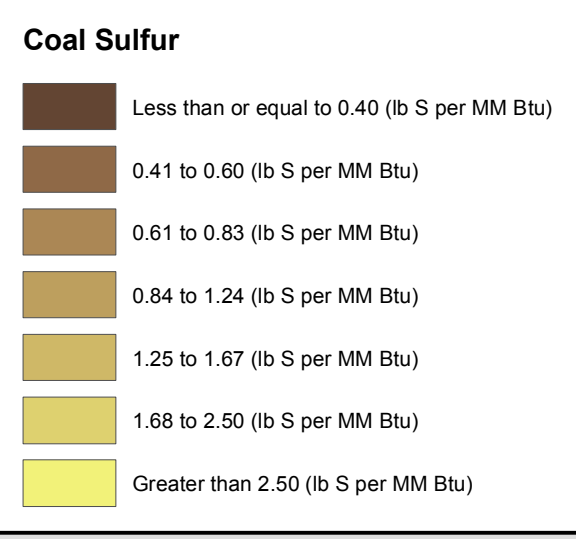 Coal Sulfur
Less than or equal to 0.40 (lb S per MM Btu)
0.41 to 0.60 (lb S per MM Btu)
0.61 to 0.83 (lb S per MM Btu)
0.84 to 1.24 (lb S per MM Btu)
1.25 to 1.67 (lb S per MM Btu)
1.68 to 2.50 (lb S per MM Btu)
Greater than 2.50 (lb S per MM Btu)